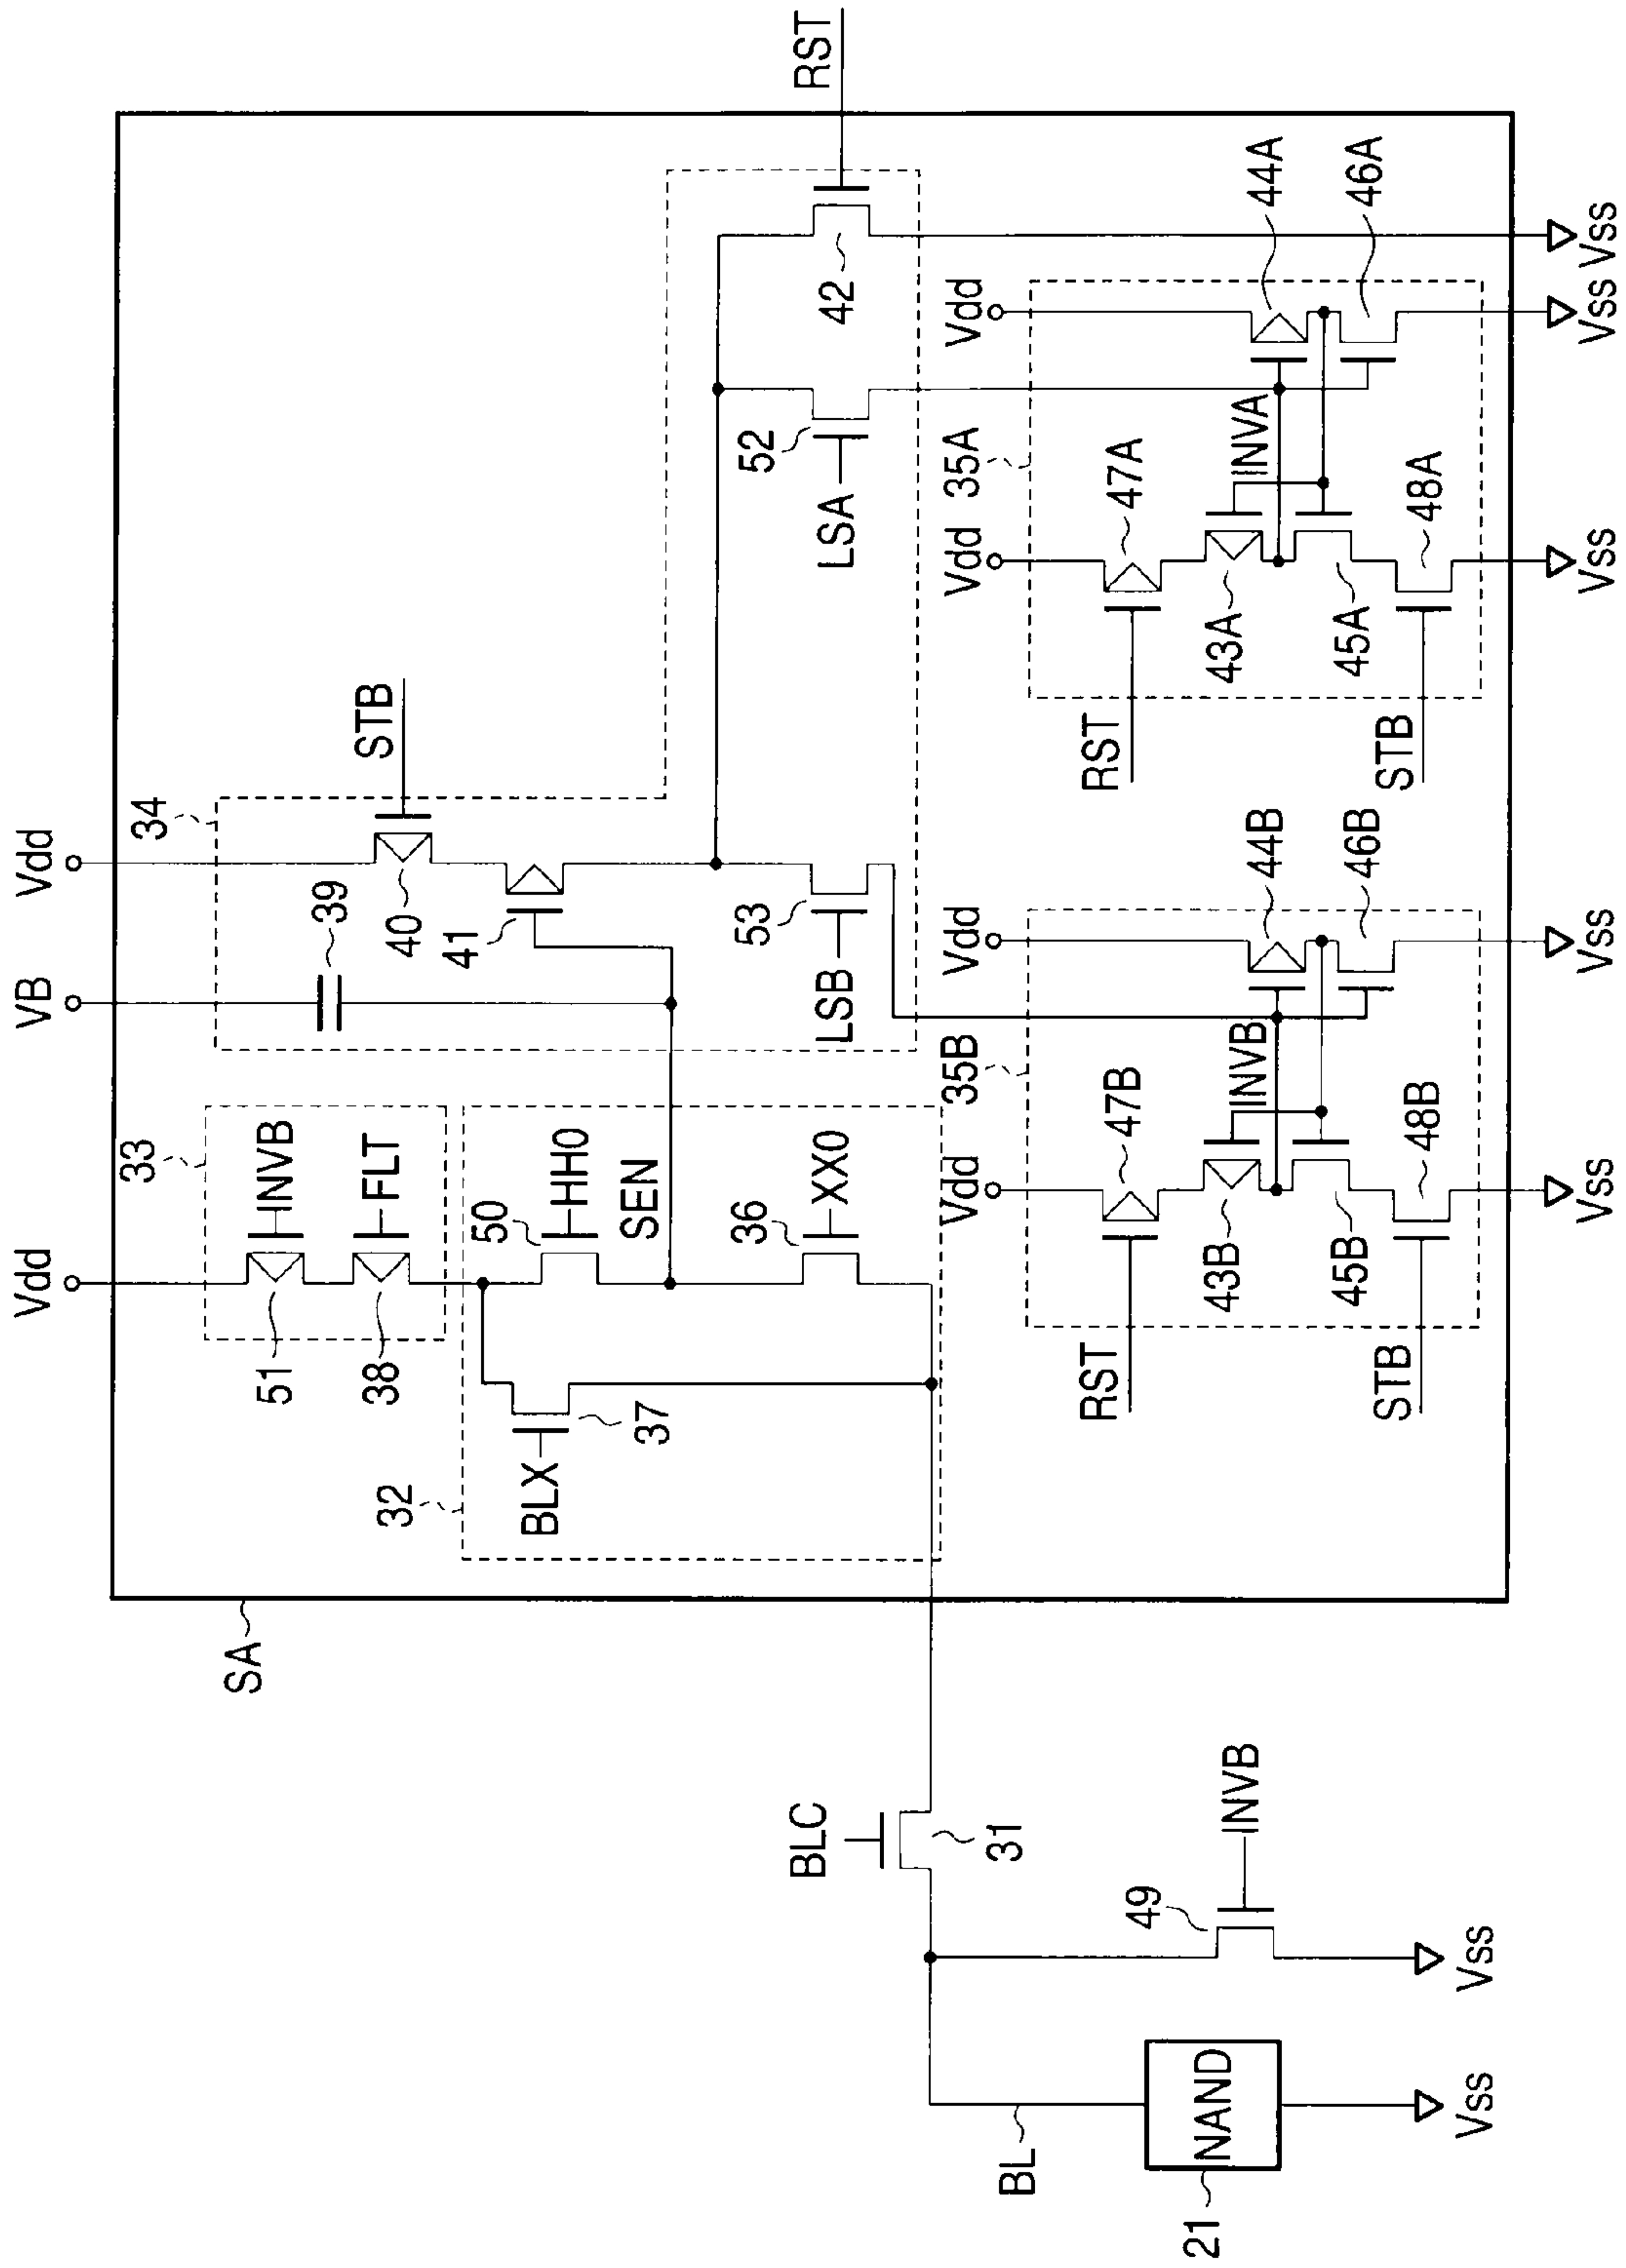 Vdd
VB
Vdd
33
34
39
INVB
FLT
STB
51
38
40
41
32
50
HH0
SEN
36
XX0
BLX
37
53
LSB
52
LSA
42
RST
SA
BLC
31
49
INVB
Vss
BL
NAND
21
Vss
35B
Vdd
Vdd
47B
INVB
44B
43B
46B
45B
48B
RST
STB
Vss
Vss
35A
Vdd
Vdd
47A
INVA
44A
43A
46A
45A
48A
RST
STB
Vss
Vss
Vss